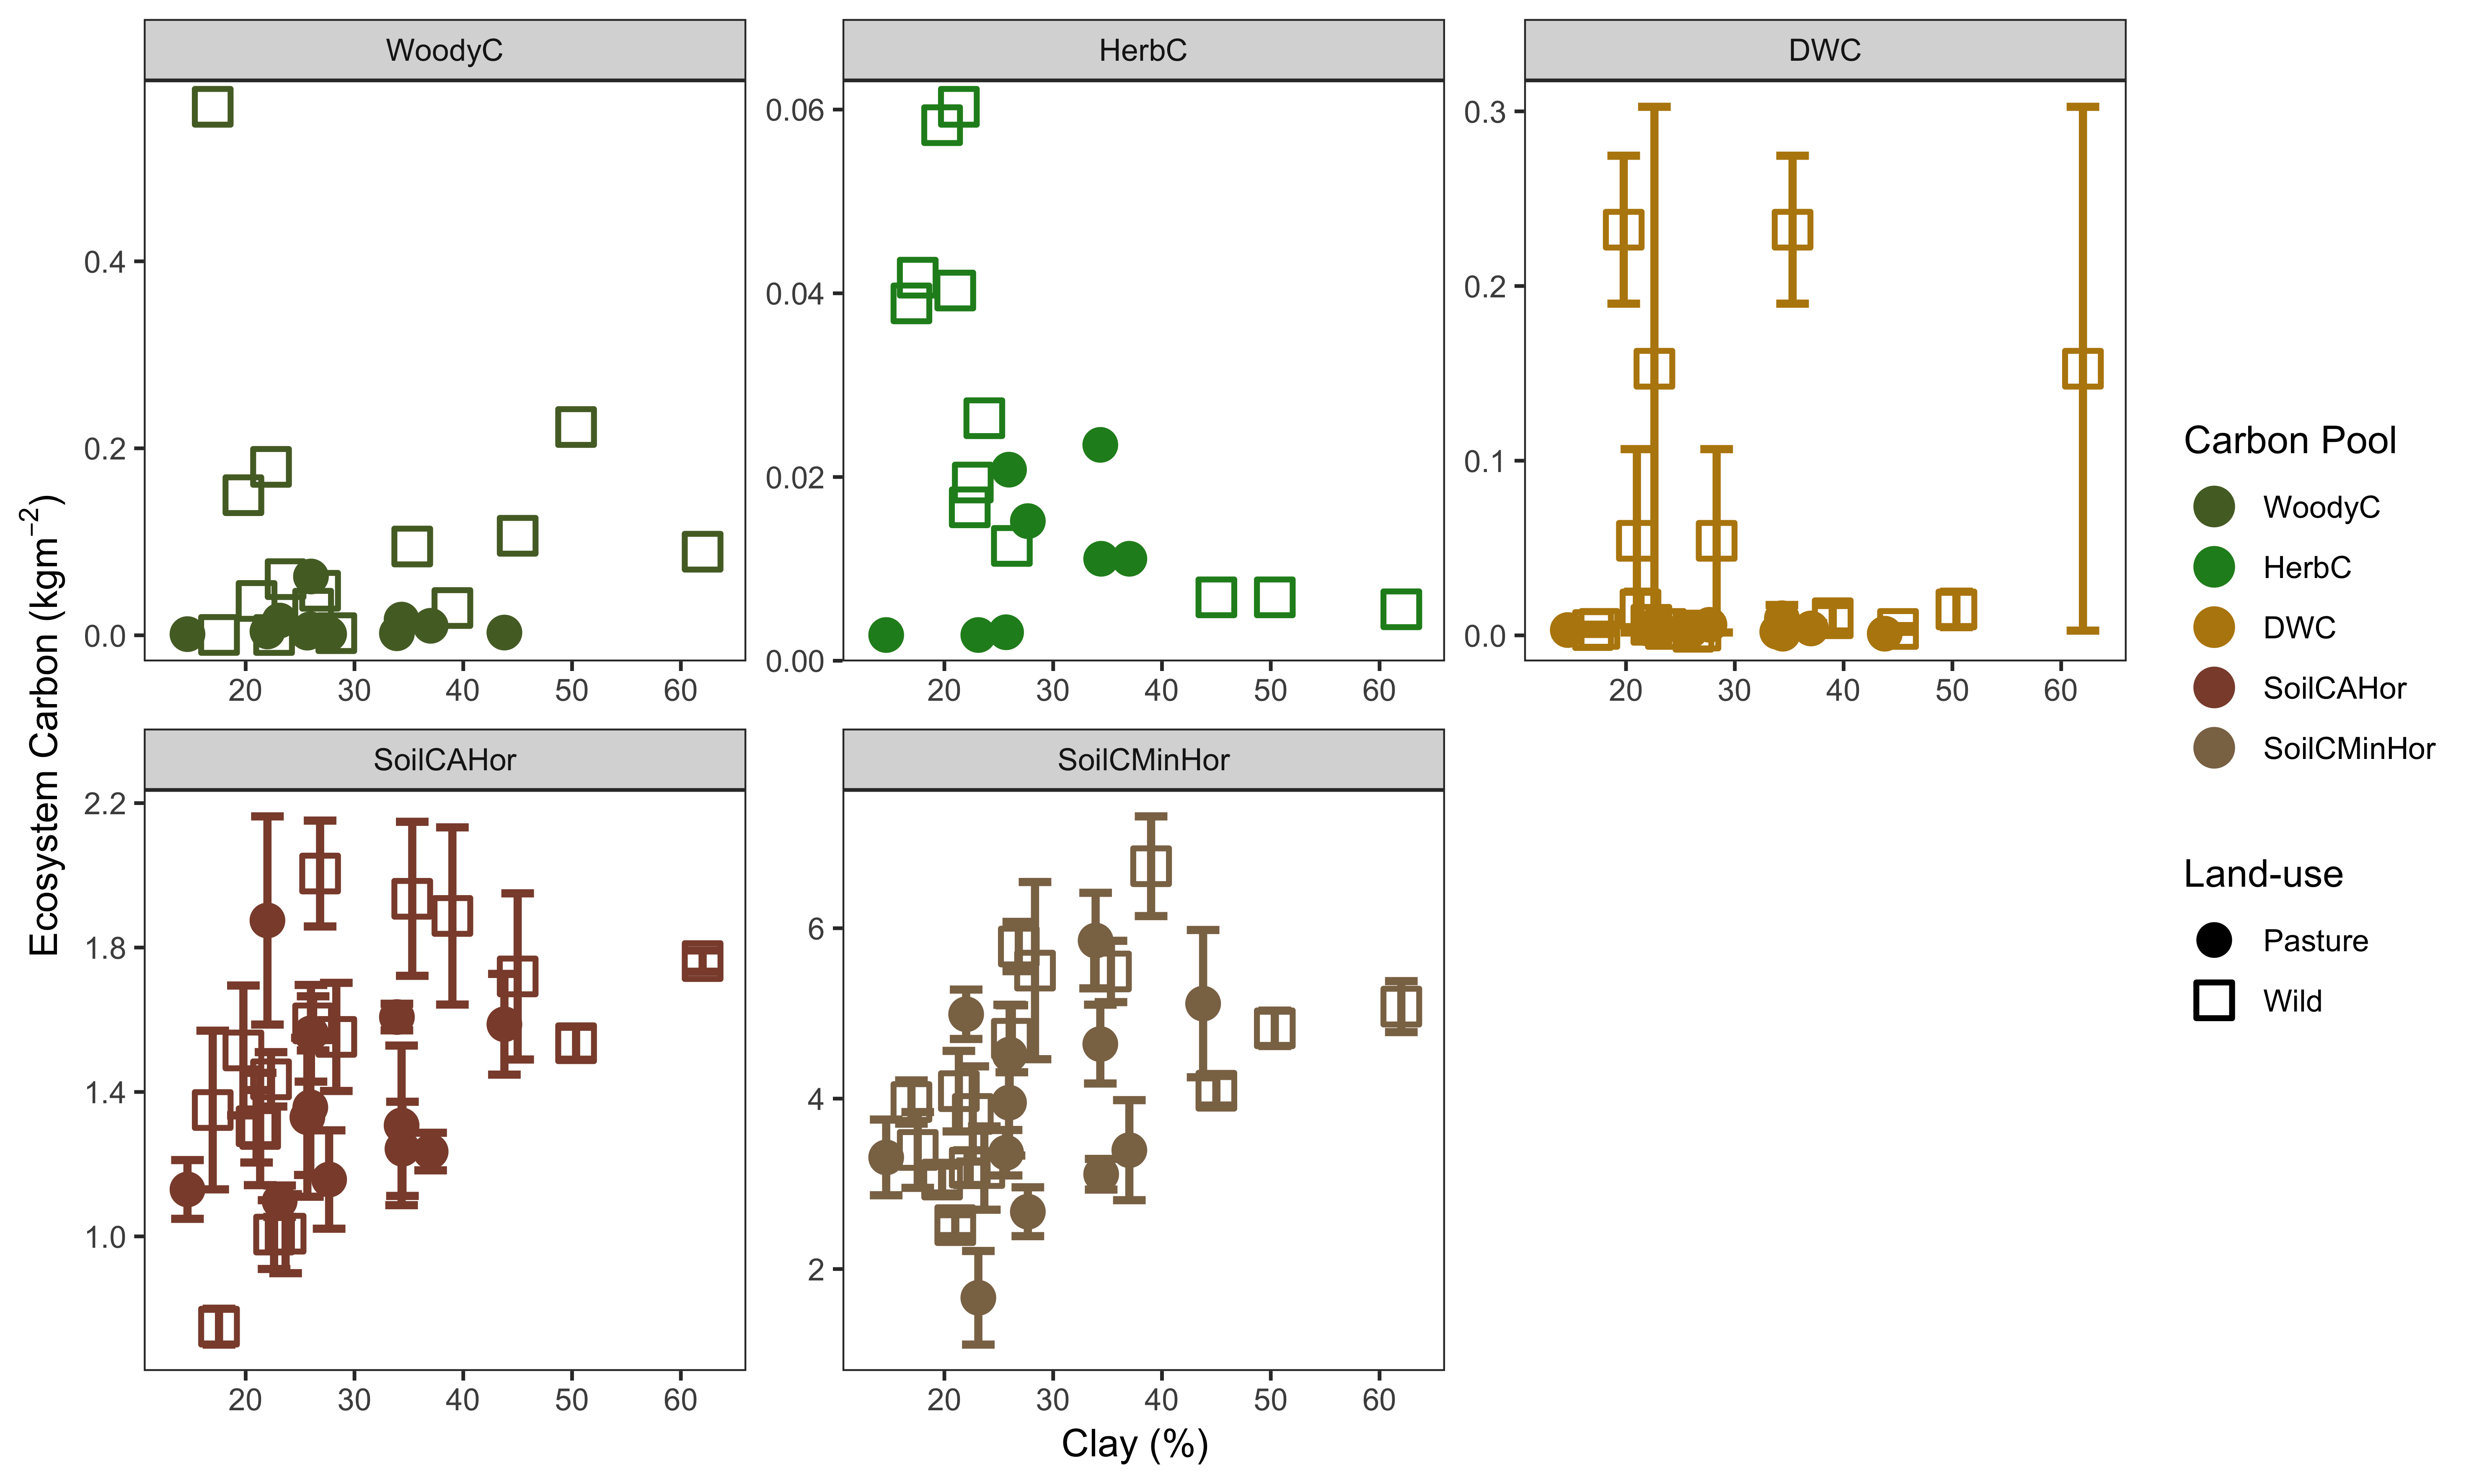 WoodyC
HerbC
DWC
0.4
0.2
0.0
0.06
0.04
0.02
0.00
0.3
0.2
0.1
0.0
20 30 40 50 60
20 30 40 50 60
20 30 40 50 60
SoilCAHor
SoilCMinHor
2.2
1.8
1.4
1.0
6
4
2
20 30 40 50 60
20 30 40 50 60
Ecosystem Carbon (kgm⁻²)
Clay (%)
Carbon Pool
WoodyC
HerbC
DWC
SoilCAHor
SoilCMinHor
Land-use
Pasture
Wild